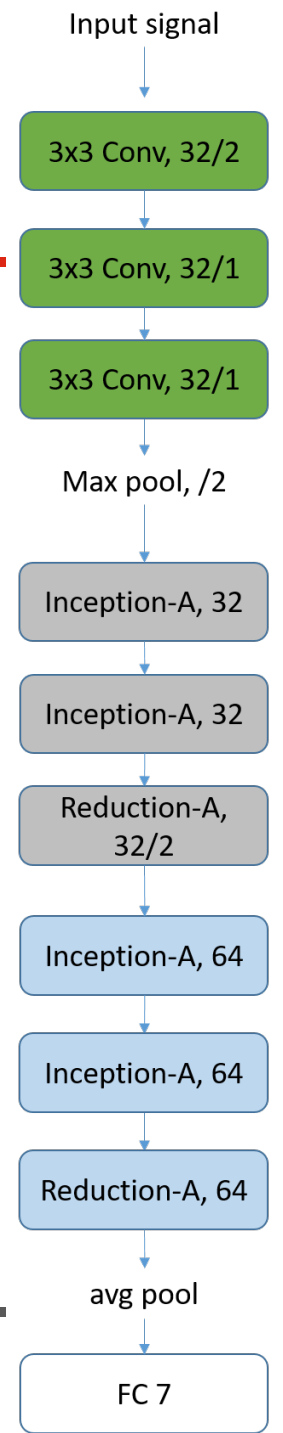 Input signal
3x3 Conv, 32/2
3x3 Conv, 32/1
3x3 Conv, 32/1
Max pool, /2
Inception-A, 32
Inception-A, 32
Reduction-A,
32/2
Inception-A, 64
Inception-A, 64
Reduction-A, 64
avg pool
FC 7